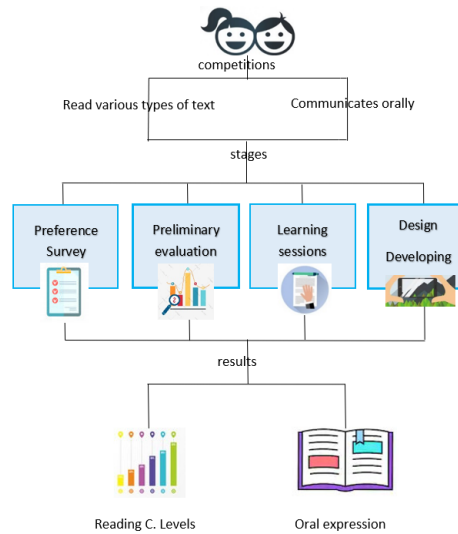 competitions
Read various types of text
Communicates orally
stages
Preference
Survey
Preliminary
evaluation
Learning
sessions
Design
Developing
results
Reading C. Levels
Oral expression